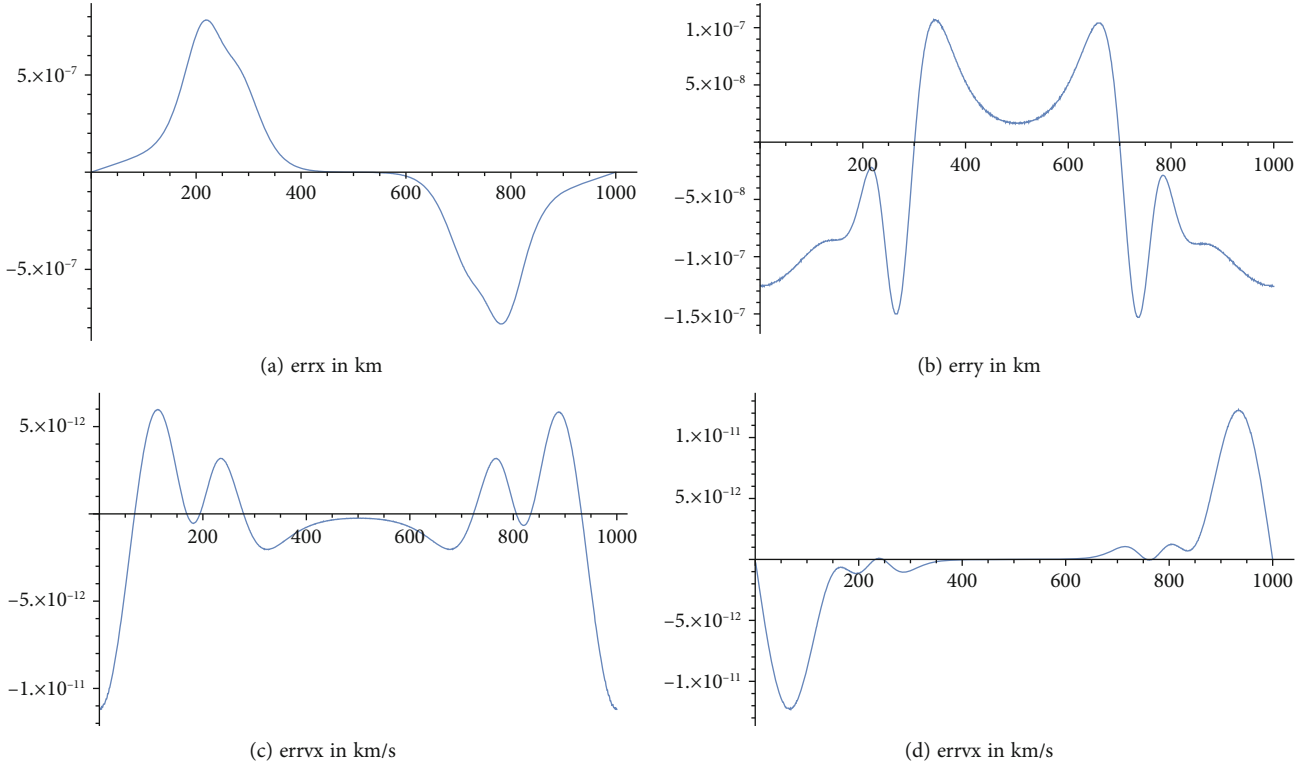 5.×10⁻⁷
200 400 600 800 1000
−5.×10⁻⁷
(a) errx in km
1.×10⁻⁷
5.×10⁻⁸
200 400 600 800 1000
−5.×10⁻⁸
−1.×10⁻⁷
−1.5×10⁻⁷
(b) erry in km
5.×10⁻¹²
200 400 600 800 1000
−5.×10⁻¹²
−1.×10⁻¹¹
(c) errvx in km/s
1.×10⁻¹¹
5.×10⁻¹²
200 400 600 800 1000
−5.×10⁻¹²
−1.×10⁻¹¹
(d) errvx in km/s